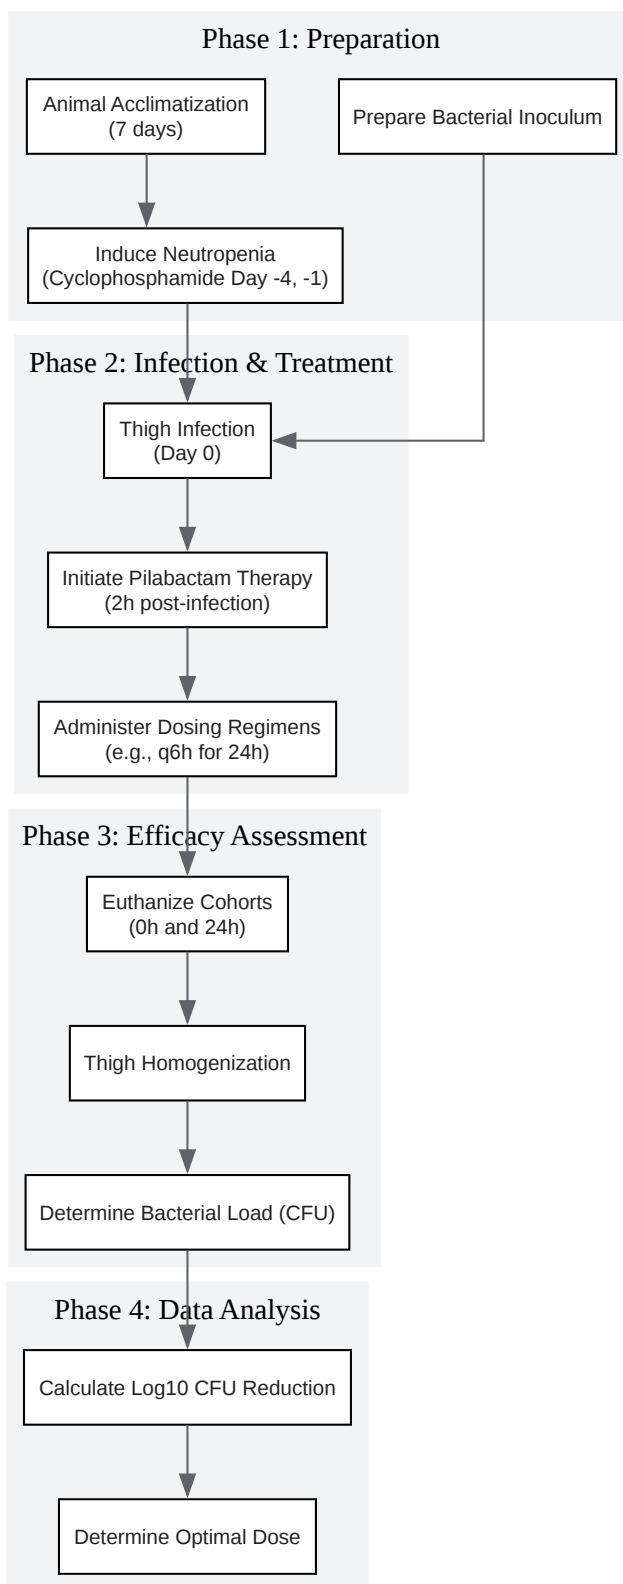 Phase 1: Preparation
Animal Acclimatization
(7 days)
Prepare Bacterial Inoculum
Induce Neutropenia
(Cyclophosphamide Day -4, -1)
Phase 2: Infection & Treatment
Thigh Infection
(Day 0)
Initiate Pilabactam Therapy
(2h post-infection)
Administer Dosing Regimens
(e.g., q6h for 24h)
Phase 3: Efficacy Assessment
Euthanize Cohorts
(0h and 24h)
Thigh Homogenization
Determine Bacterial Load (CFU)
Phase 4: Data Analysis
Calculate Log10 CFU Reduction
Determine Optimal Dose